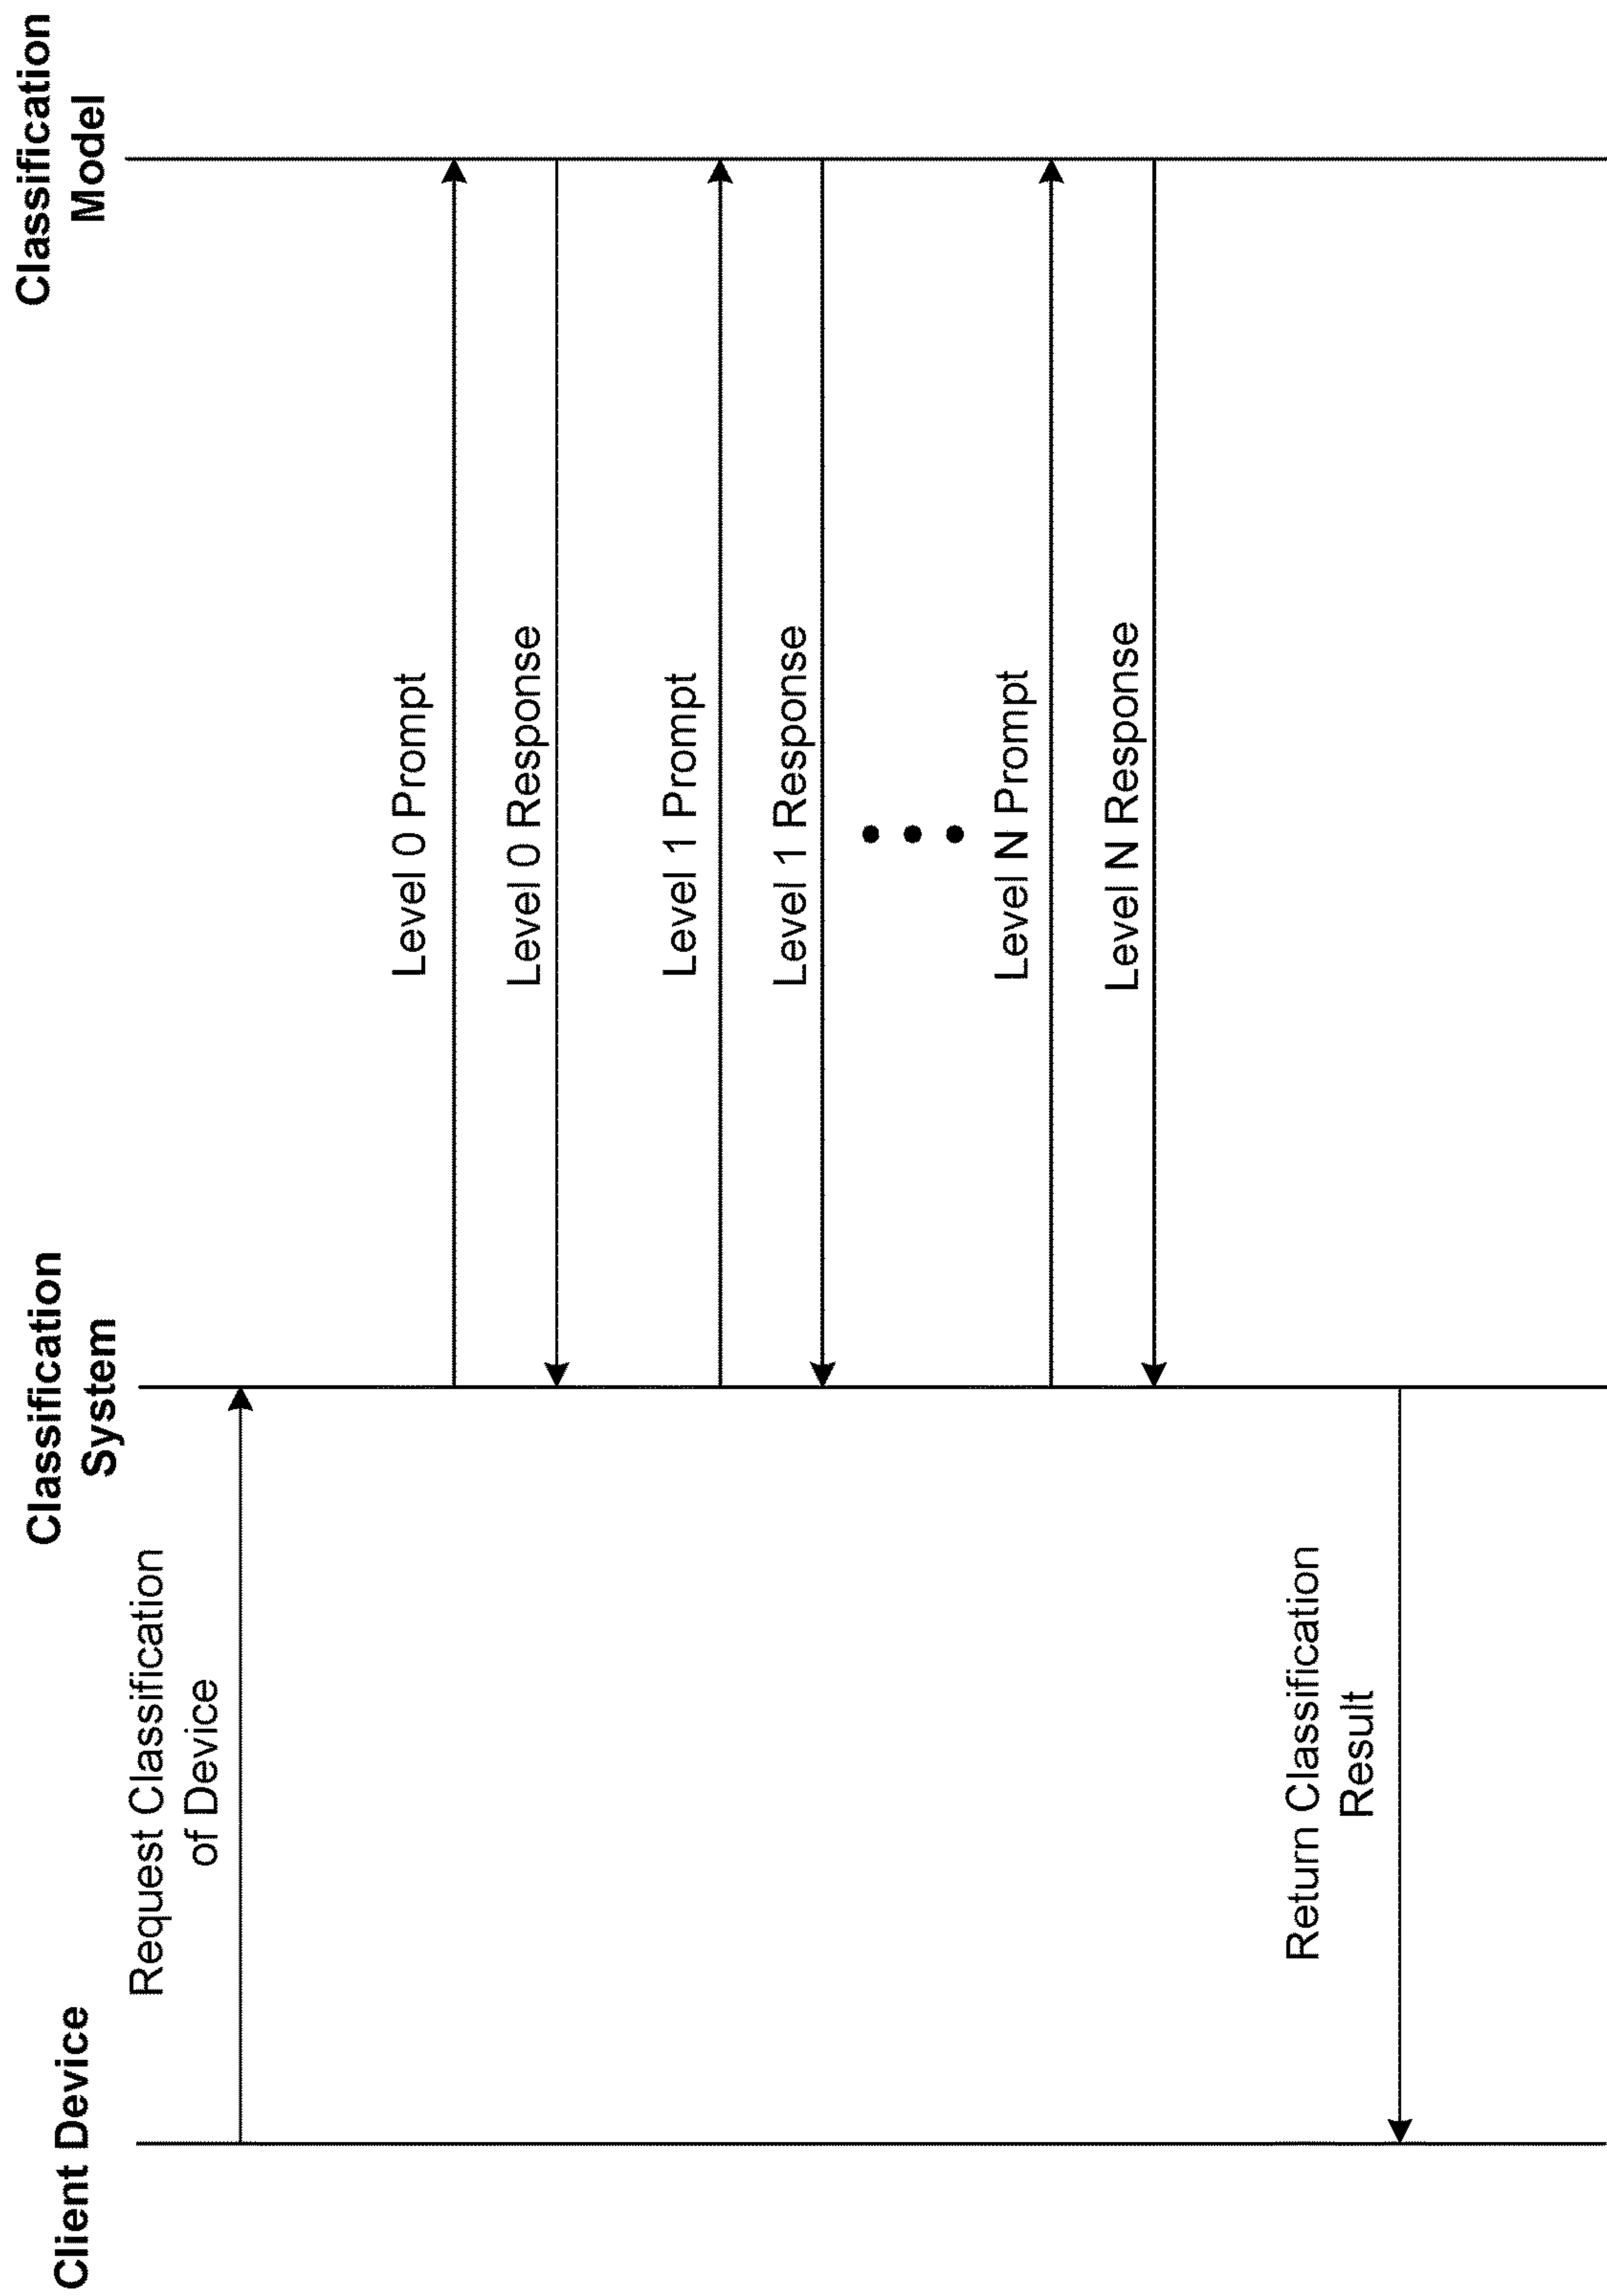 Client Device
Classification
System
Classification
Model
Request Classification
of Device
Level 0 Prompt
Level 0 Response
Level 1 Prompt
Level 1 Response
Level N Prompt
Level N Response
Return Classification
Result